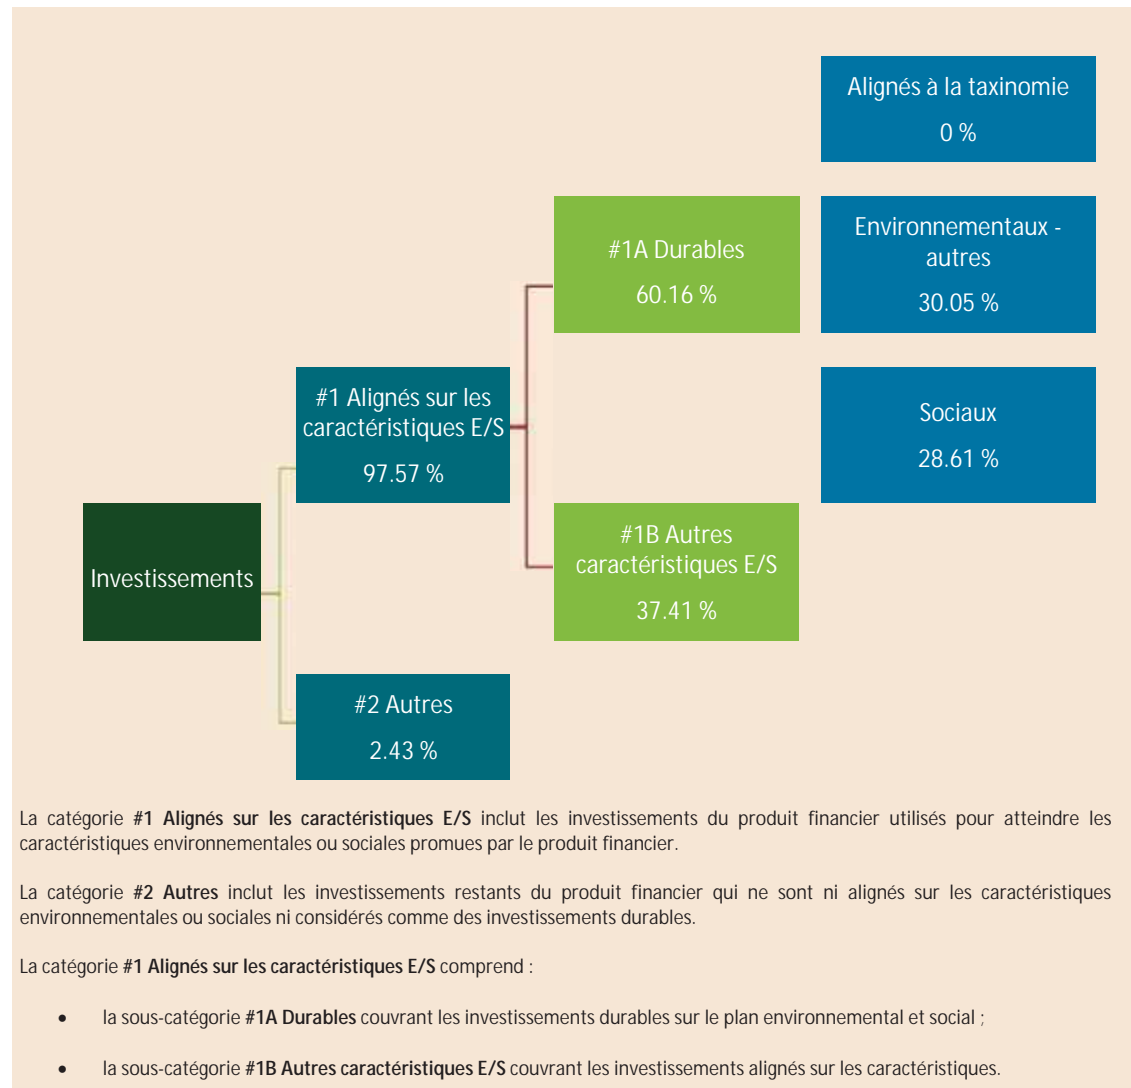 Alignés à la taxinomie
0 %
Environnementaux -
autres
30.05 %
#1A Durables
60.16 %
#1 Alignés sur les
caractéristiques E/S
97.57 %
Sociaux
28.61 %
#1B Autres
caractéristiques E/S
37.41 %
Investissements
#2 Autres
2.43 %
La catégorie #1 Alignés sur les caractéristiques E/S inclut les investissements du produit financier utilisés pour atteindre les
caractéristiques environnementales ou sociales promues par le produit financier.
La catégorie #2 Autres inclut les investissements restants du produit financier qui ne sont ni alignés sur les caractéristiques
environnementales ou sociales ni considérés comme des investissements durables.
La catégorie #1 Alignés sur les caractéristiques E/S comprend :
• la sous-catégorie #1A Durables couvrant les investissements durables sur le plan environnemental et social ;
• la sous-catégorie #1B Autres caractéristiques E/S couvrant les investissements alignés sur les caractéristiques.